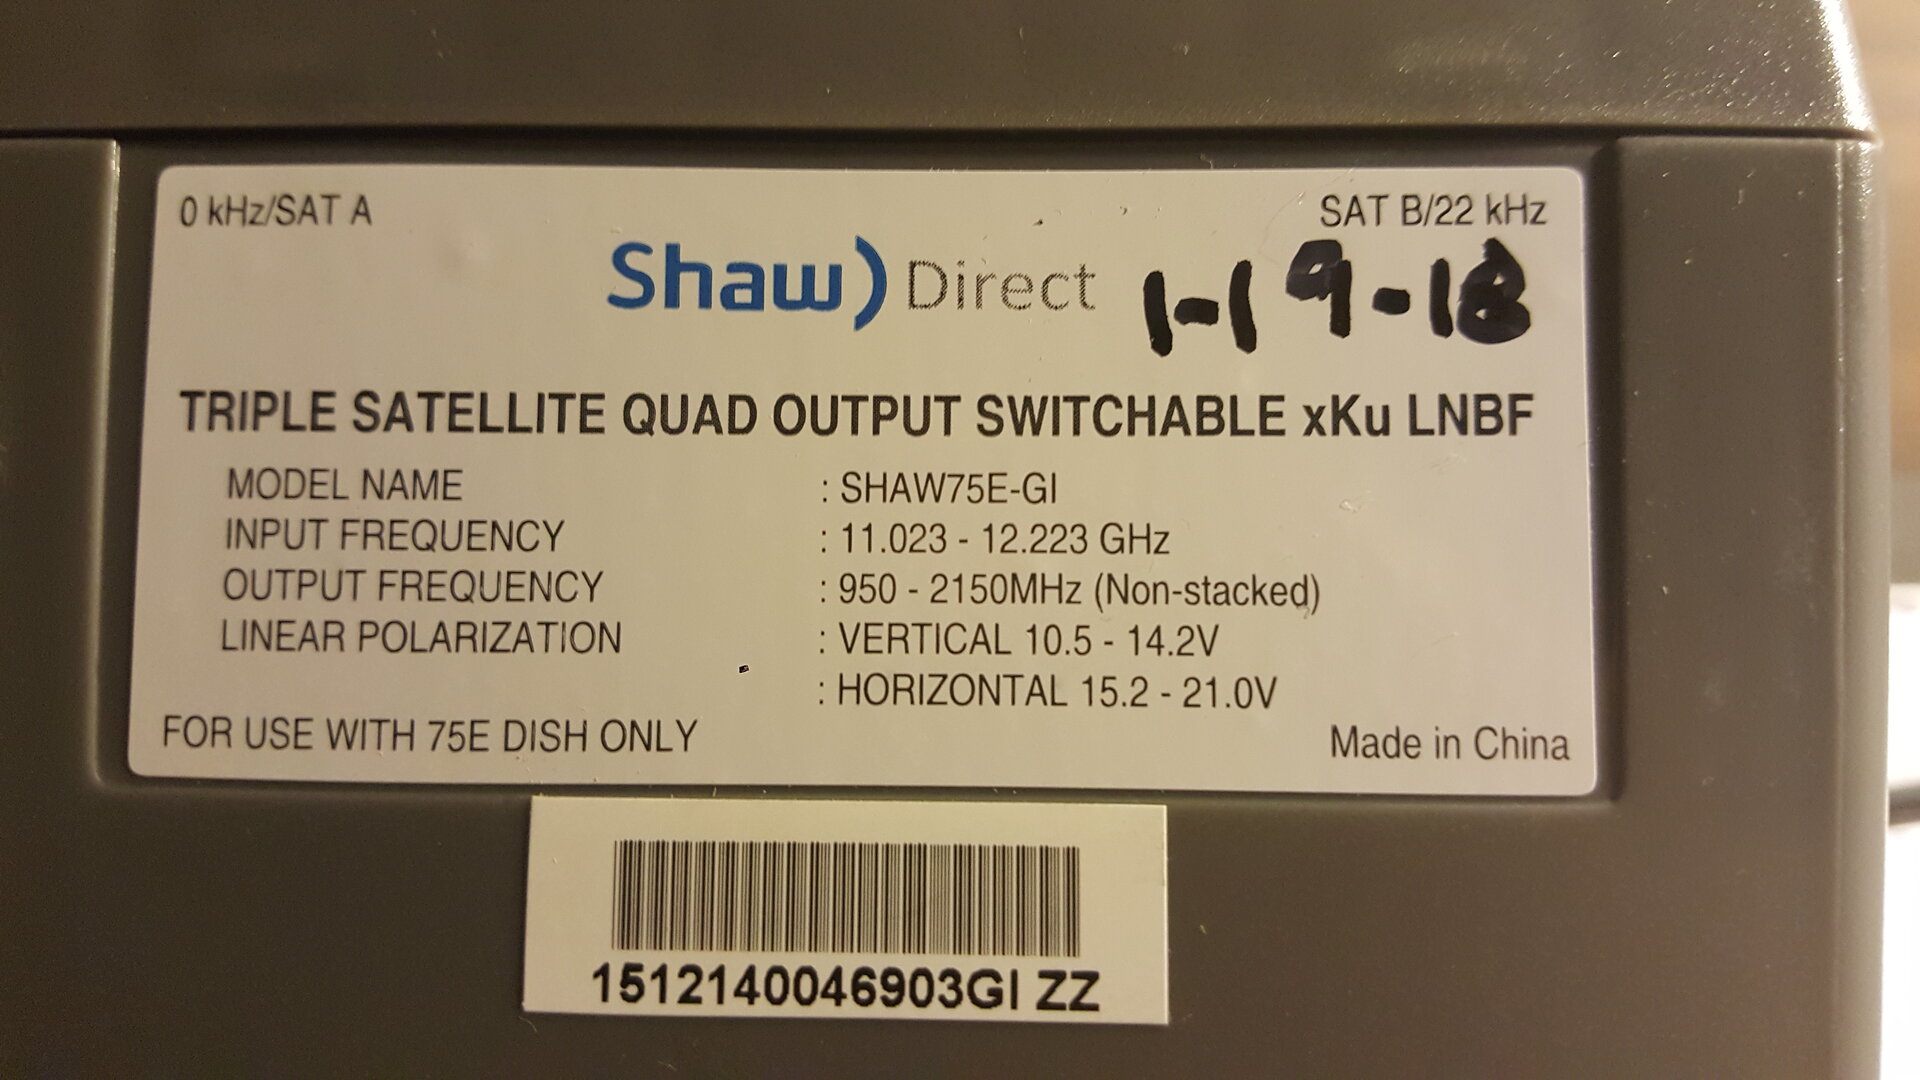 0 kHz/SAT A SAT B/22 kHz
Shaw) Direct 1-19-18
TRIPLE SATELLITE QUAD OUTPUT SWITCHABLE xKu LNBF
MODEL NAME : SHAW75E-GI
INPUT FREQUENCY : 11.023 - 12.223 GHz
OUTPUT FREQUENCY : 950 - 2150MHz (Non-stacked)
LINEAR POLARIZATION : VERTICAL 10.5 - 14.2V
: HORIZONTAL 15.2 - 21.0V
FOR USE WITH 75E DISH ONLY Made in China
1512140046903GI ZZ